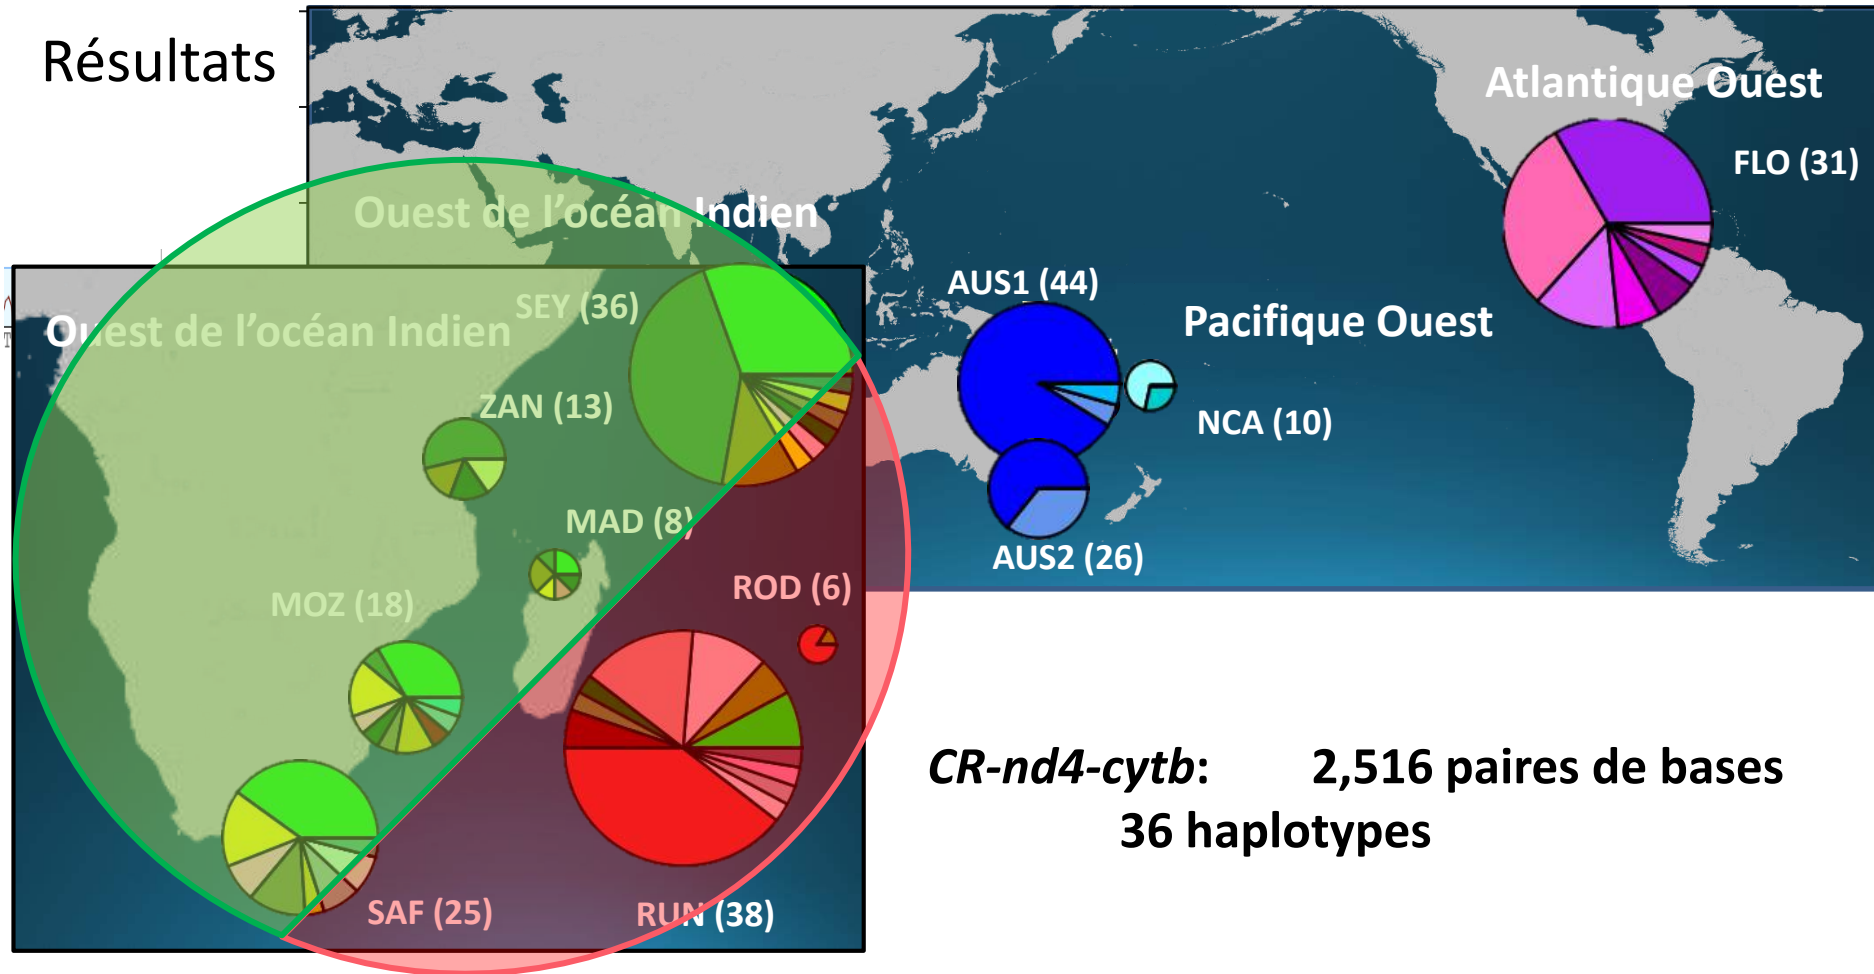 Résultats
Atlantique Ouest
FLO (31)
Ouest de l'océan Indien
AUS1 (44)
SEY (36)
Pacifique Ouest
Ouest de l'océan Indien
ZAN (13)
NCA (10)
MAD (8)
AUS2 (26)
ROD (6)
MOZ (18)
CR-nd4-cytb: 2,516 paires de bases
36 haplotypes
SAF (25)
RUN (38)